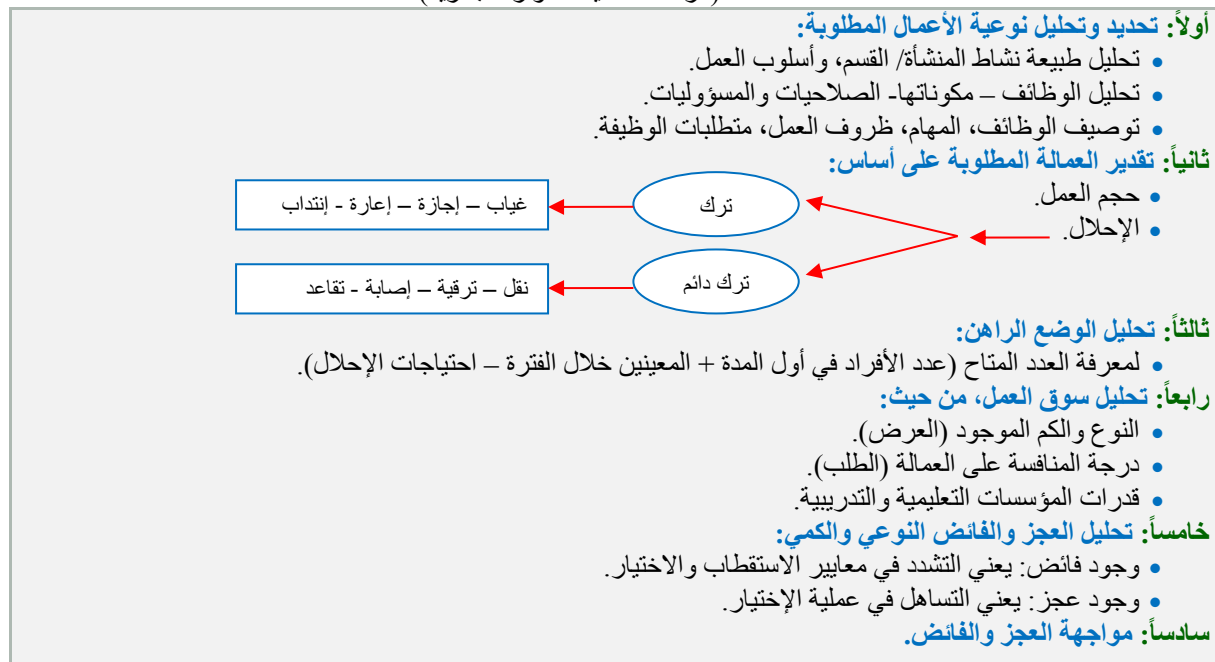 أولاً: تحديد وتحليل نوعية الأعمال المطلوبة:
• تحليل طبيعة نشاط المنشأة/ القسم، وأسلوب العمل.
• تحليل الوظائف – مكوناتها- الصلاحيات والمسؤوليات.
• توصيف الوظائف، المهام، ظروف العمل، متطلبات الوظيفة.
ثانياً: تقدير العمالة المطلوبة على أساس:
• حجم العمل.
• الإحلال.
ترك
غياب – إجازة – إعارة - إنتداب
ترك دائم
نقل – ترقية – إصابة - تقاعد
ثالثاً: تحليل الوضع الراهن:
• لمعرفة العدد المتاح (عدد الأفراد في أول المدة + المعينين خلال الفترة – احتياجات الإحلال).
رابعاً: تحليل سوق العمل، من حيث:
• النوع والكم الموجود (العرض).
• درجة المنافسة على العمالة (الطلب).
• قدرات المؤسسات التعليمية والتدريبية.
خامساً: تحليل العجز والفائض النوعي والكمي:
• وجود فائض: يعني التشدد في معايير الاستقطاب والاختيار.
• وجود عجز: يعني التساهل في عملية الإختيار.
سادساً: مواجهة العجز والفائض.